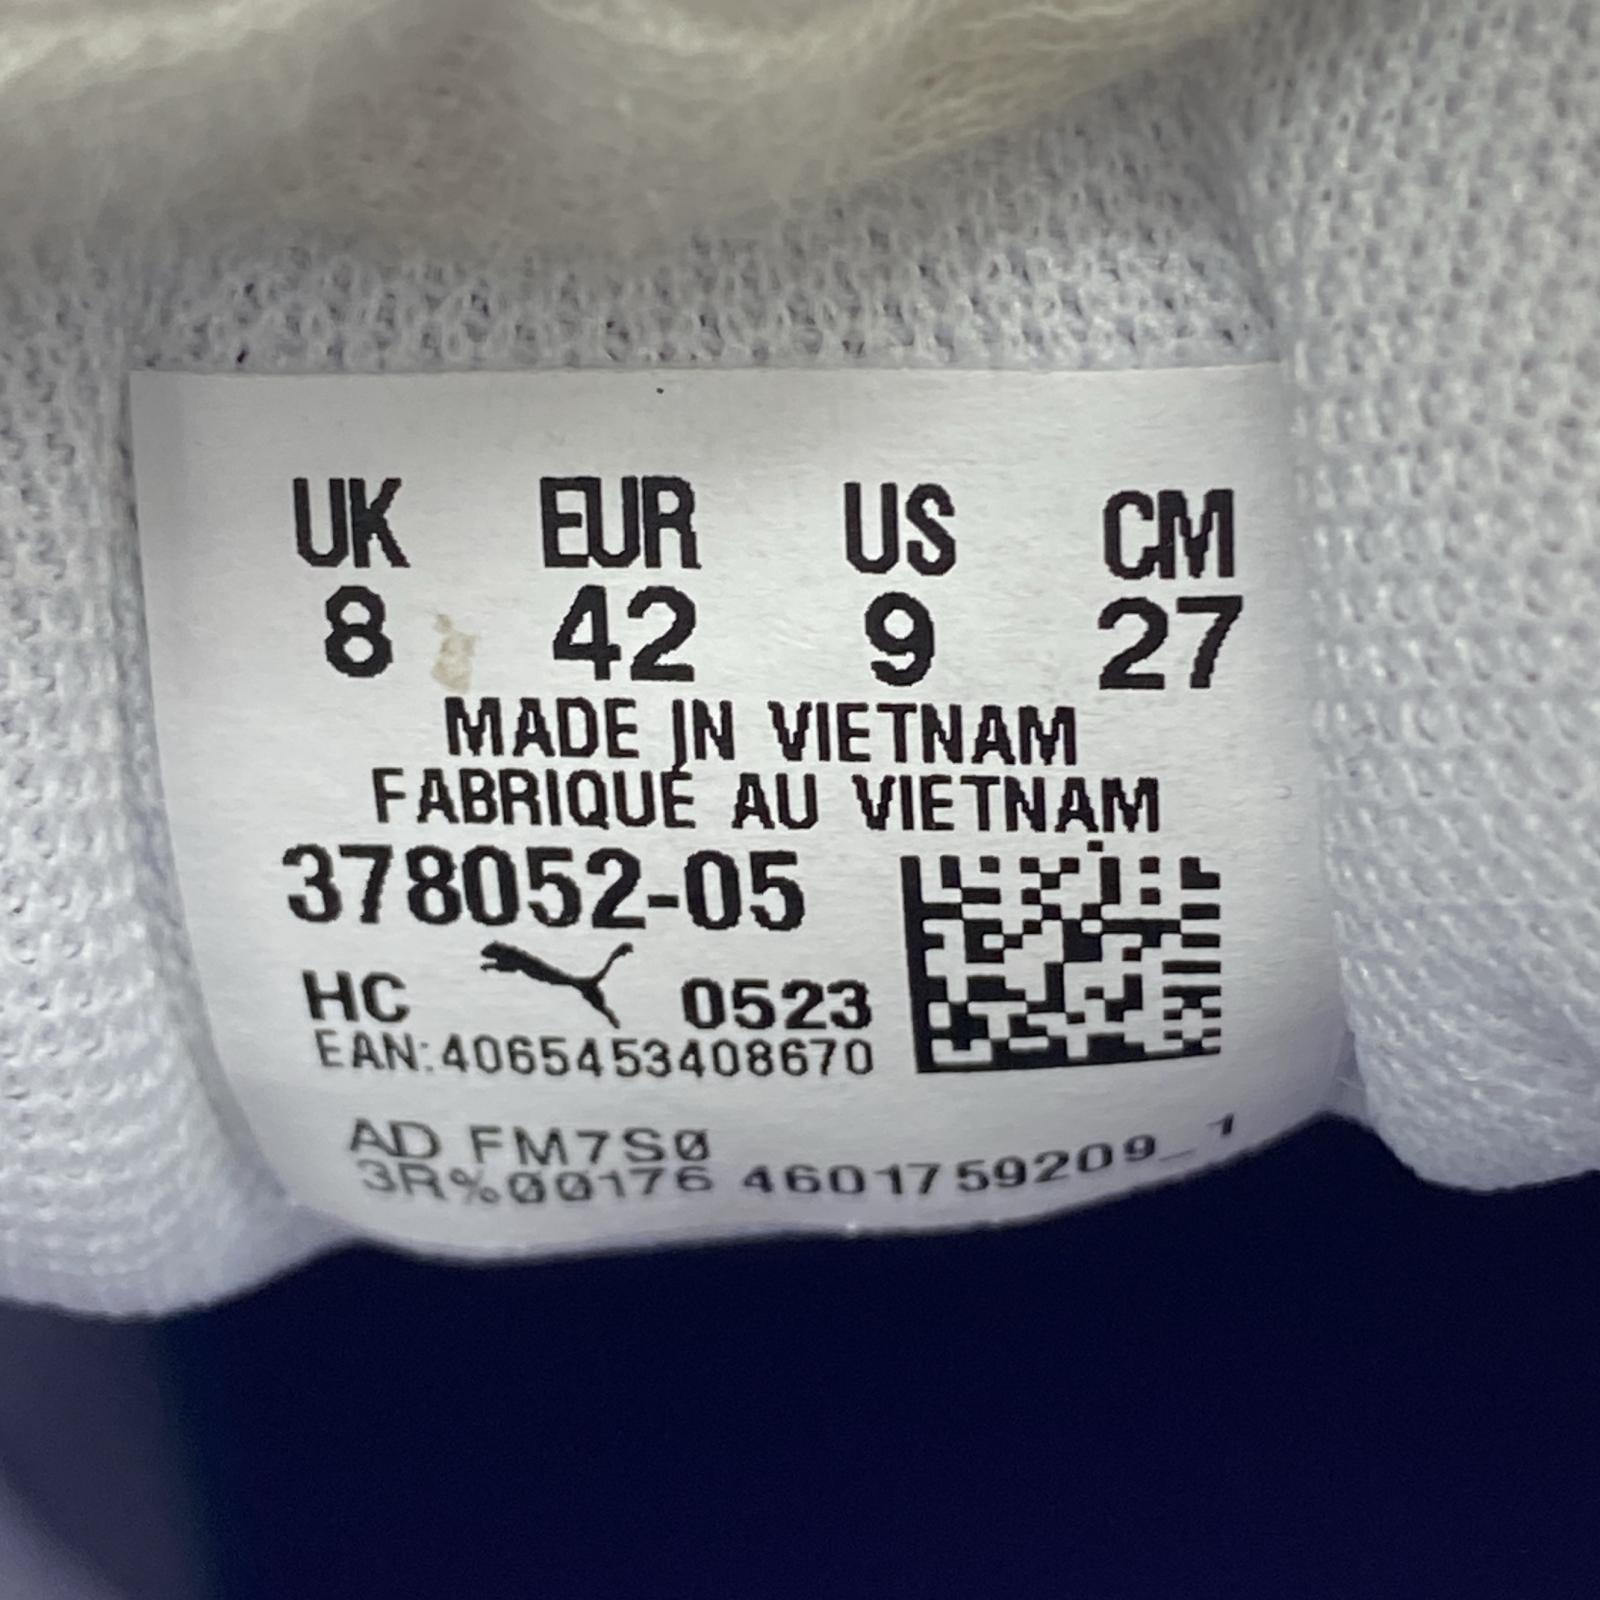 UK EUR US CM
8 42 9 27
MADE IN VIETNAM
FABRIQUÉ AU VIETNAM
378052-05
HC 0523
EAN:4065453408670
AD FM7S0
3R%00176 4601759209_1